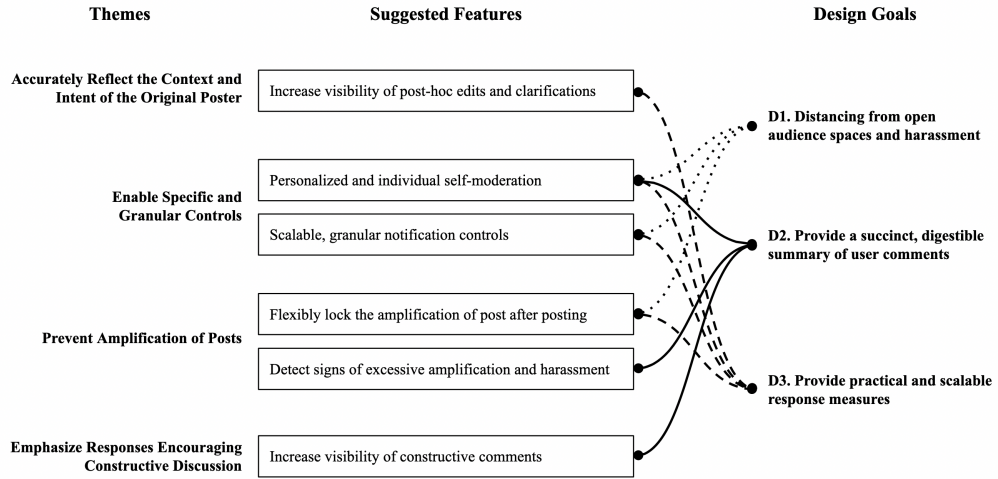 Themes
Suggested Features
Design Goals
Accurately Reflect the Context and
Intent of the Original Poster
Increase visibility of post-hoc edits and clarifications
D1. Distancing from open
audience spaces and harassment
Enable Specific and
Granular Controls
Personalized and individual self-moderation
Scalable, granular notification controls
D2. Provide a succinct, digestible
summary of user comments
Prevent Amplification of Posts
Flexibly lock the amplification of post after posting
Detect signs of excessive amplification and harassment
D3. Provide practical and scalable
response measures
Emphasize Responses Encouraging
Constructive Discussion
Increase visibility of constructive comments